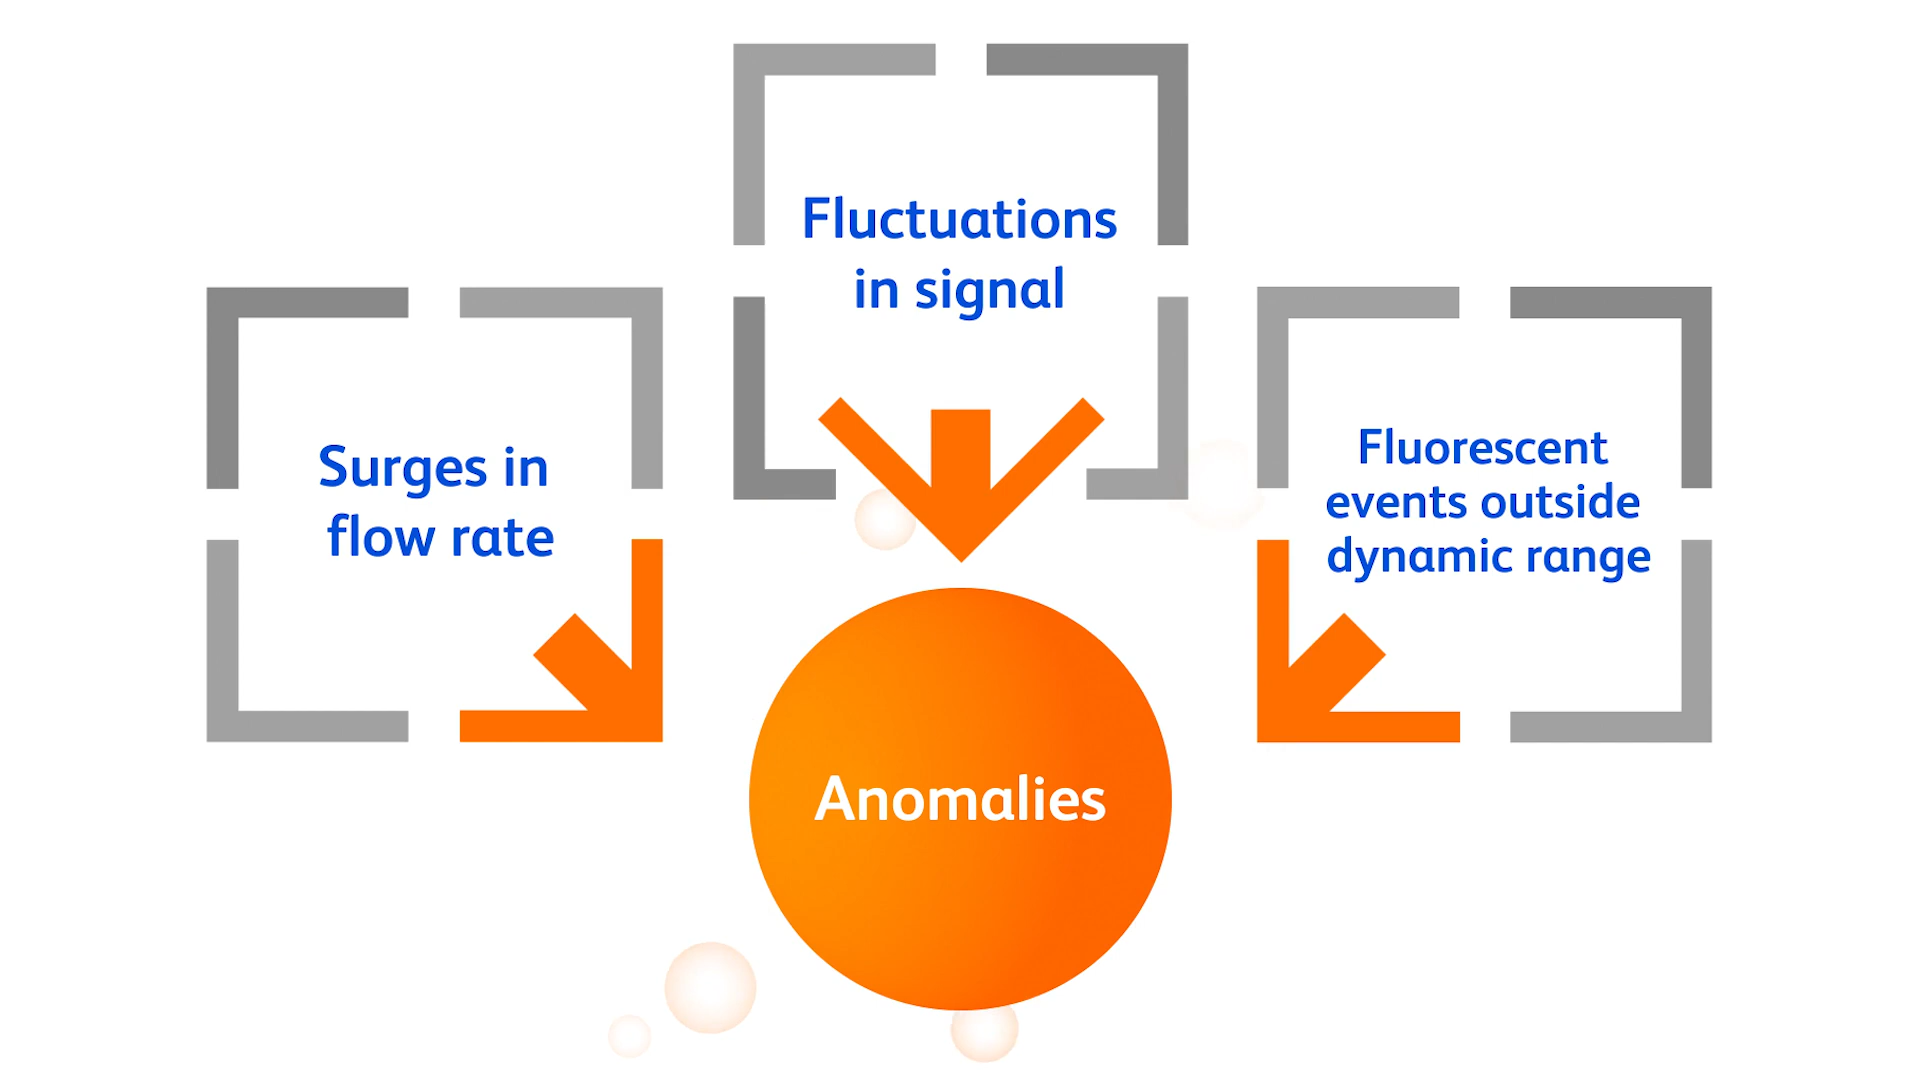 Fluctuations
in signal
Surges in
flow rate
Fluorescent
events outside
dynamic range
Anomalies